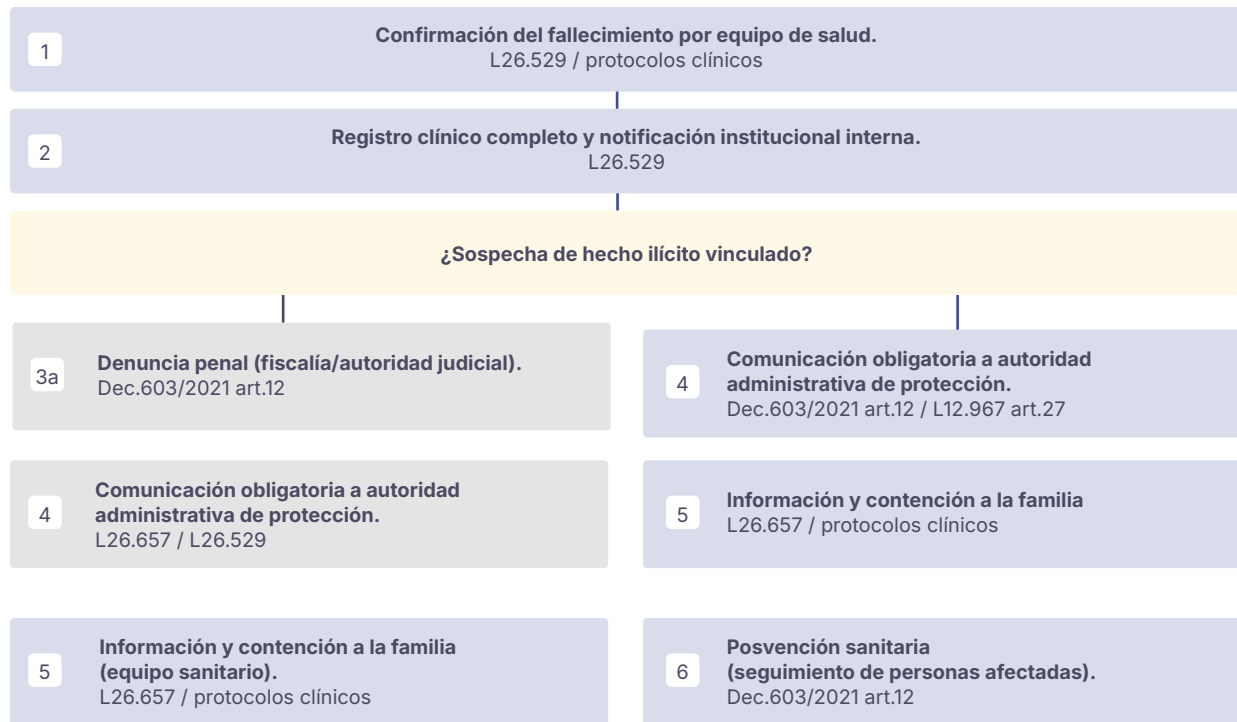 1
Confirmación del fallecimiento por equipo de salud.
L26.529 / protocolos clínicos
2
Registro clínico completo y notificación institucional interna.
L26.529
¿Sospecha de hecho ilícito vinculado?
3a
Denuncia penal (fiscalía/autoridad judicial).
Dec.603/2021 art.12
4
Comunicación obligatoria a autoridad
administrativa de protección.
L26.657 / L26.529
5
Información y contención a la familia
(equipo sanitario).
L26.657 / protocolos clínicos
4
Comunicación obligatoria a autoridad
administrativa de protección.
Dec.603/2021 art.12 / L12.967 art.27
5
Información y contención a la familia
L26.657 / protocolos clínicos
6
Posvención sanitaria
(seguimiento de personas afectadas).
Dec.603/2021 art.12